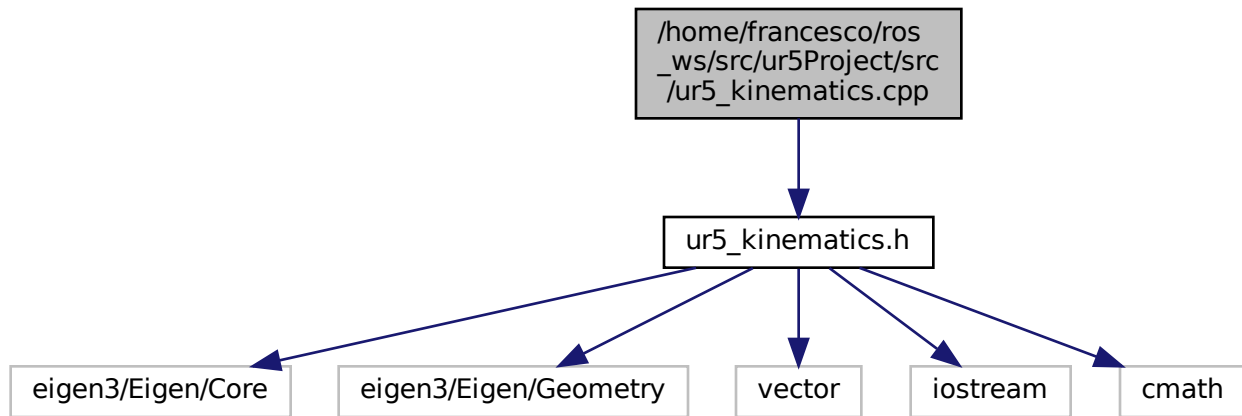 /home/francesco/ros
_ws/src/ur5Project/src
/ur5_kinematics.cpp
ur5_kinematics.h
eigen3/Eigen/Core
eigen3/Eigen/Geometry
vector
iostream
cmath